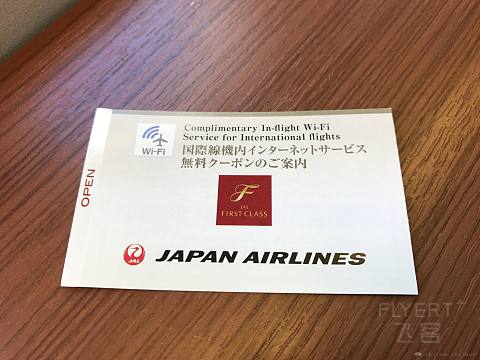 Complimentary In-flight Wi-Fi
Service for International flights
Wi-Fi
国際線機内インターネットサービス
無料クーポンのご案内
OPEN
F
JAL
FIRST CLASS
JAL
JAPAN AIRLINES
FLYERT+
飞客